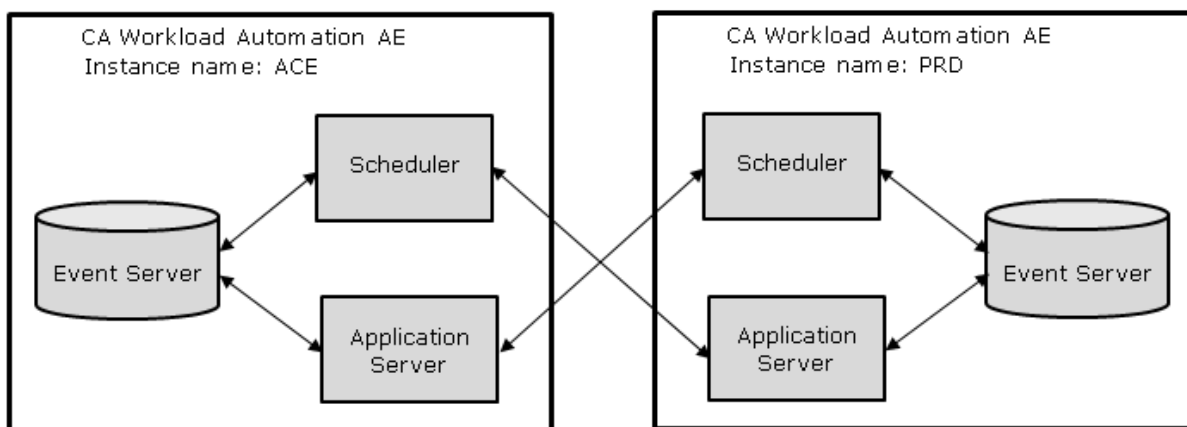 CA Workload Automation AE
Instance name: ACE
Scheduler
Event Server
Application
Server
CA Workload Automation AE
Instance name: PRD
Scheduler
Event Server
Application
Server